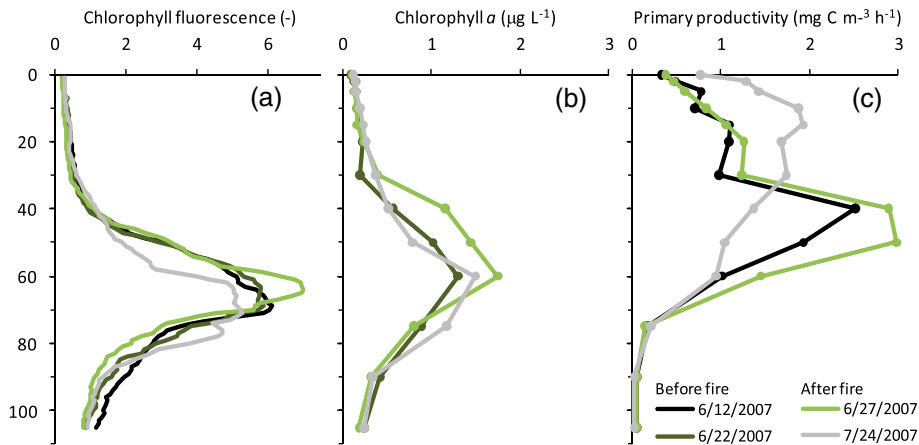 Chlorophyll fluorescence (-) Chlorophyll a (µg L-1) Primary productivity (mg C m-3 h-1)
0 2 4 6 0 1 2 3 0 1 2 3
0
20
40
60
80
100
(a) (b) (c)
Before fire After fire
6/12/2007 6/27/2007
6/22/2007 7/24/2007